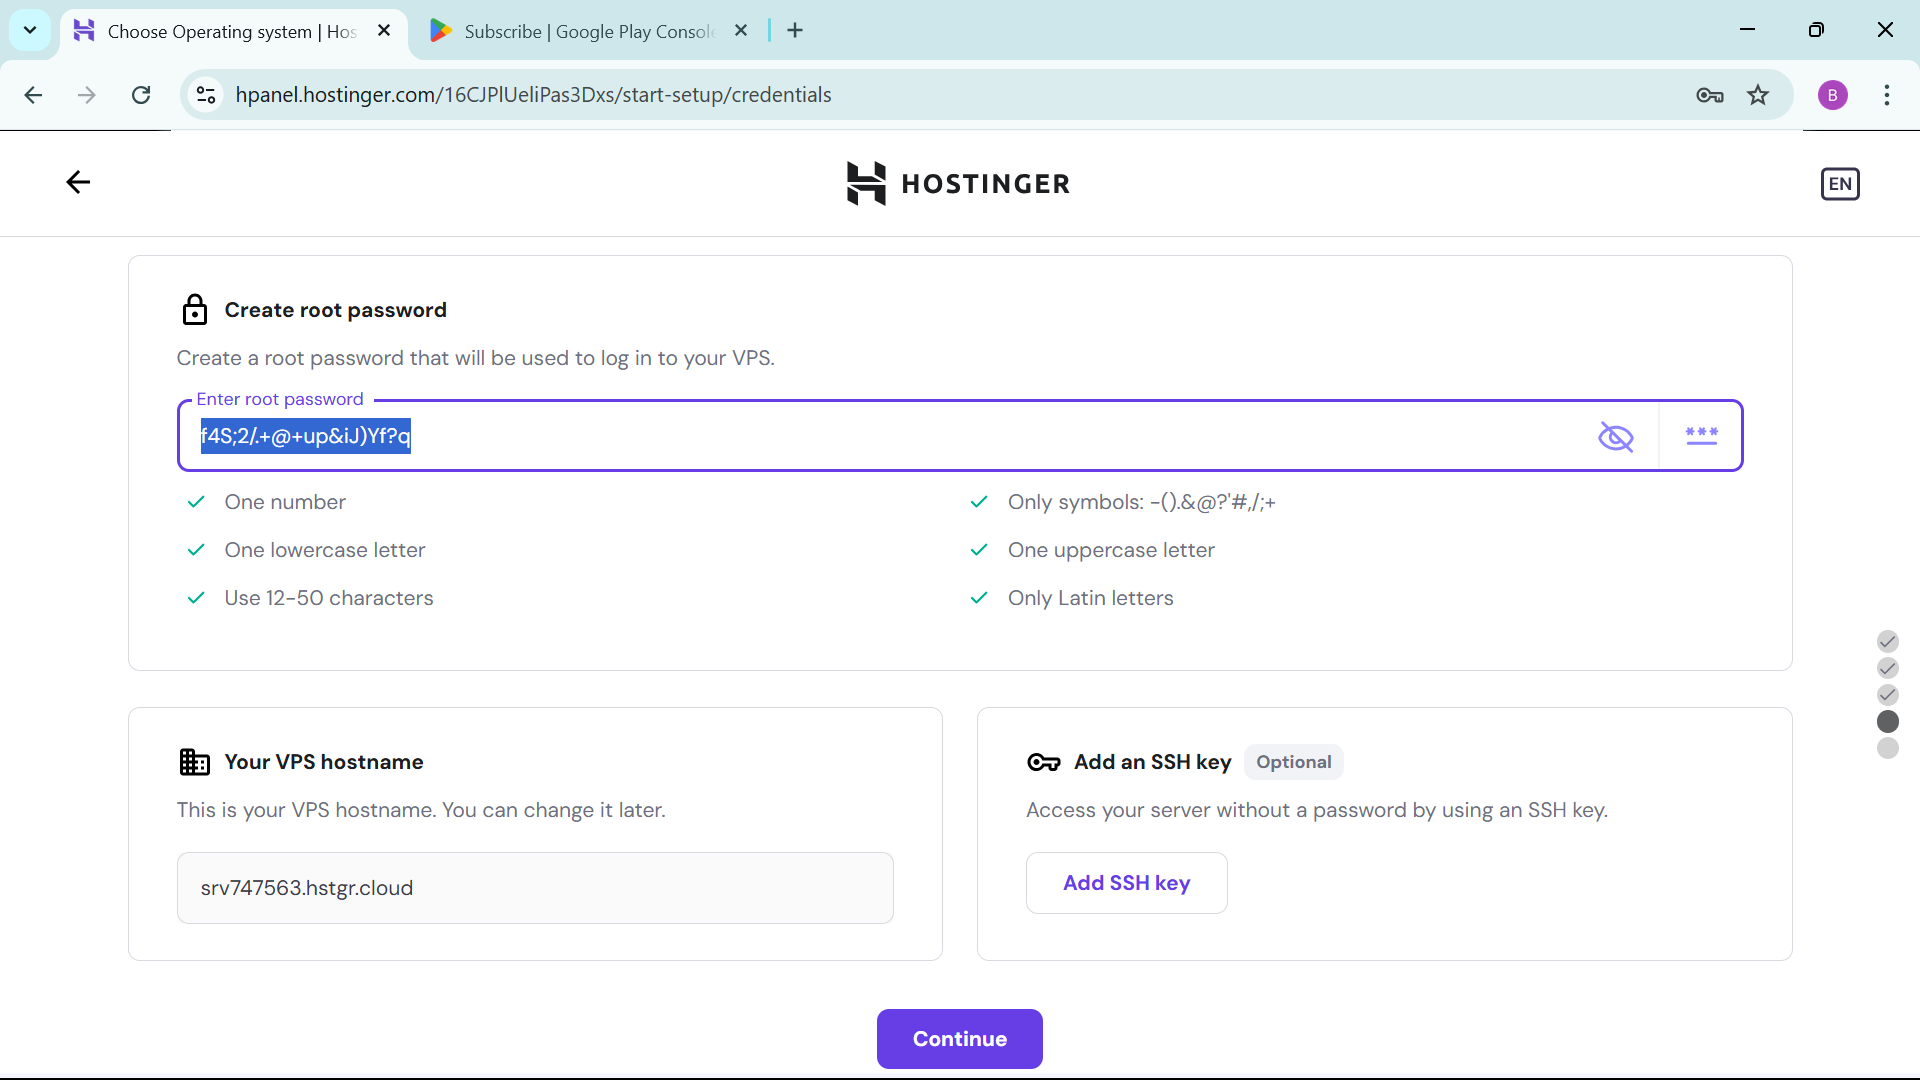 Choose Operating system | Hos
Subscribe | Google Play Console
hpanel.hostinger.com/16CJPlUeliPas3Dxs/start-setup/credentials
B
HOSTINGER
EN
Create root password
Create a root password that will be used to log in to your VPS.
Enter root password
f4S;2/.+@+up&iJ)Yf?q
***
One number
Only symbols: -().&@?'#,/;+
One lowercase letter
One uppercase letter
Use 12-50 characters
Only Latin letters
Your VPS hostname
This is your VPS hostname. You can change it later.
srv747563.hstgr.cloud
Add an SSH key
Optional
Access your server without a password by using an SSH key.
Add SSH key
Continue